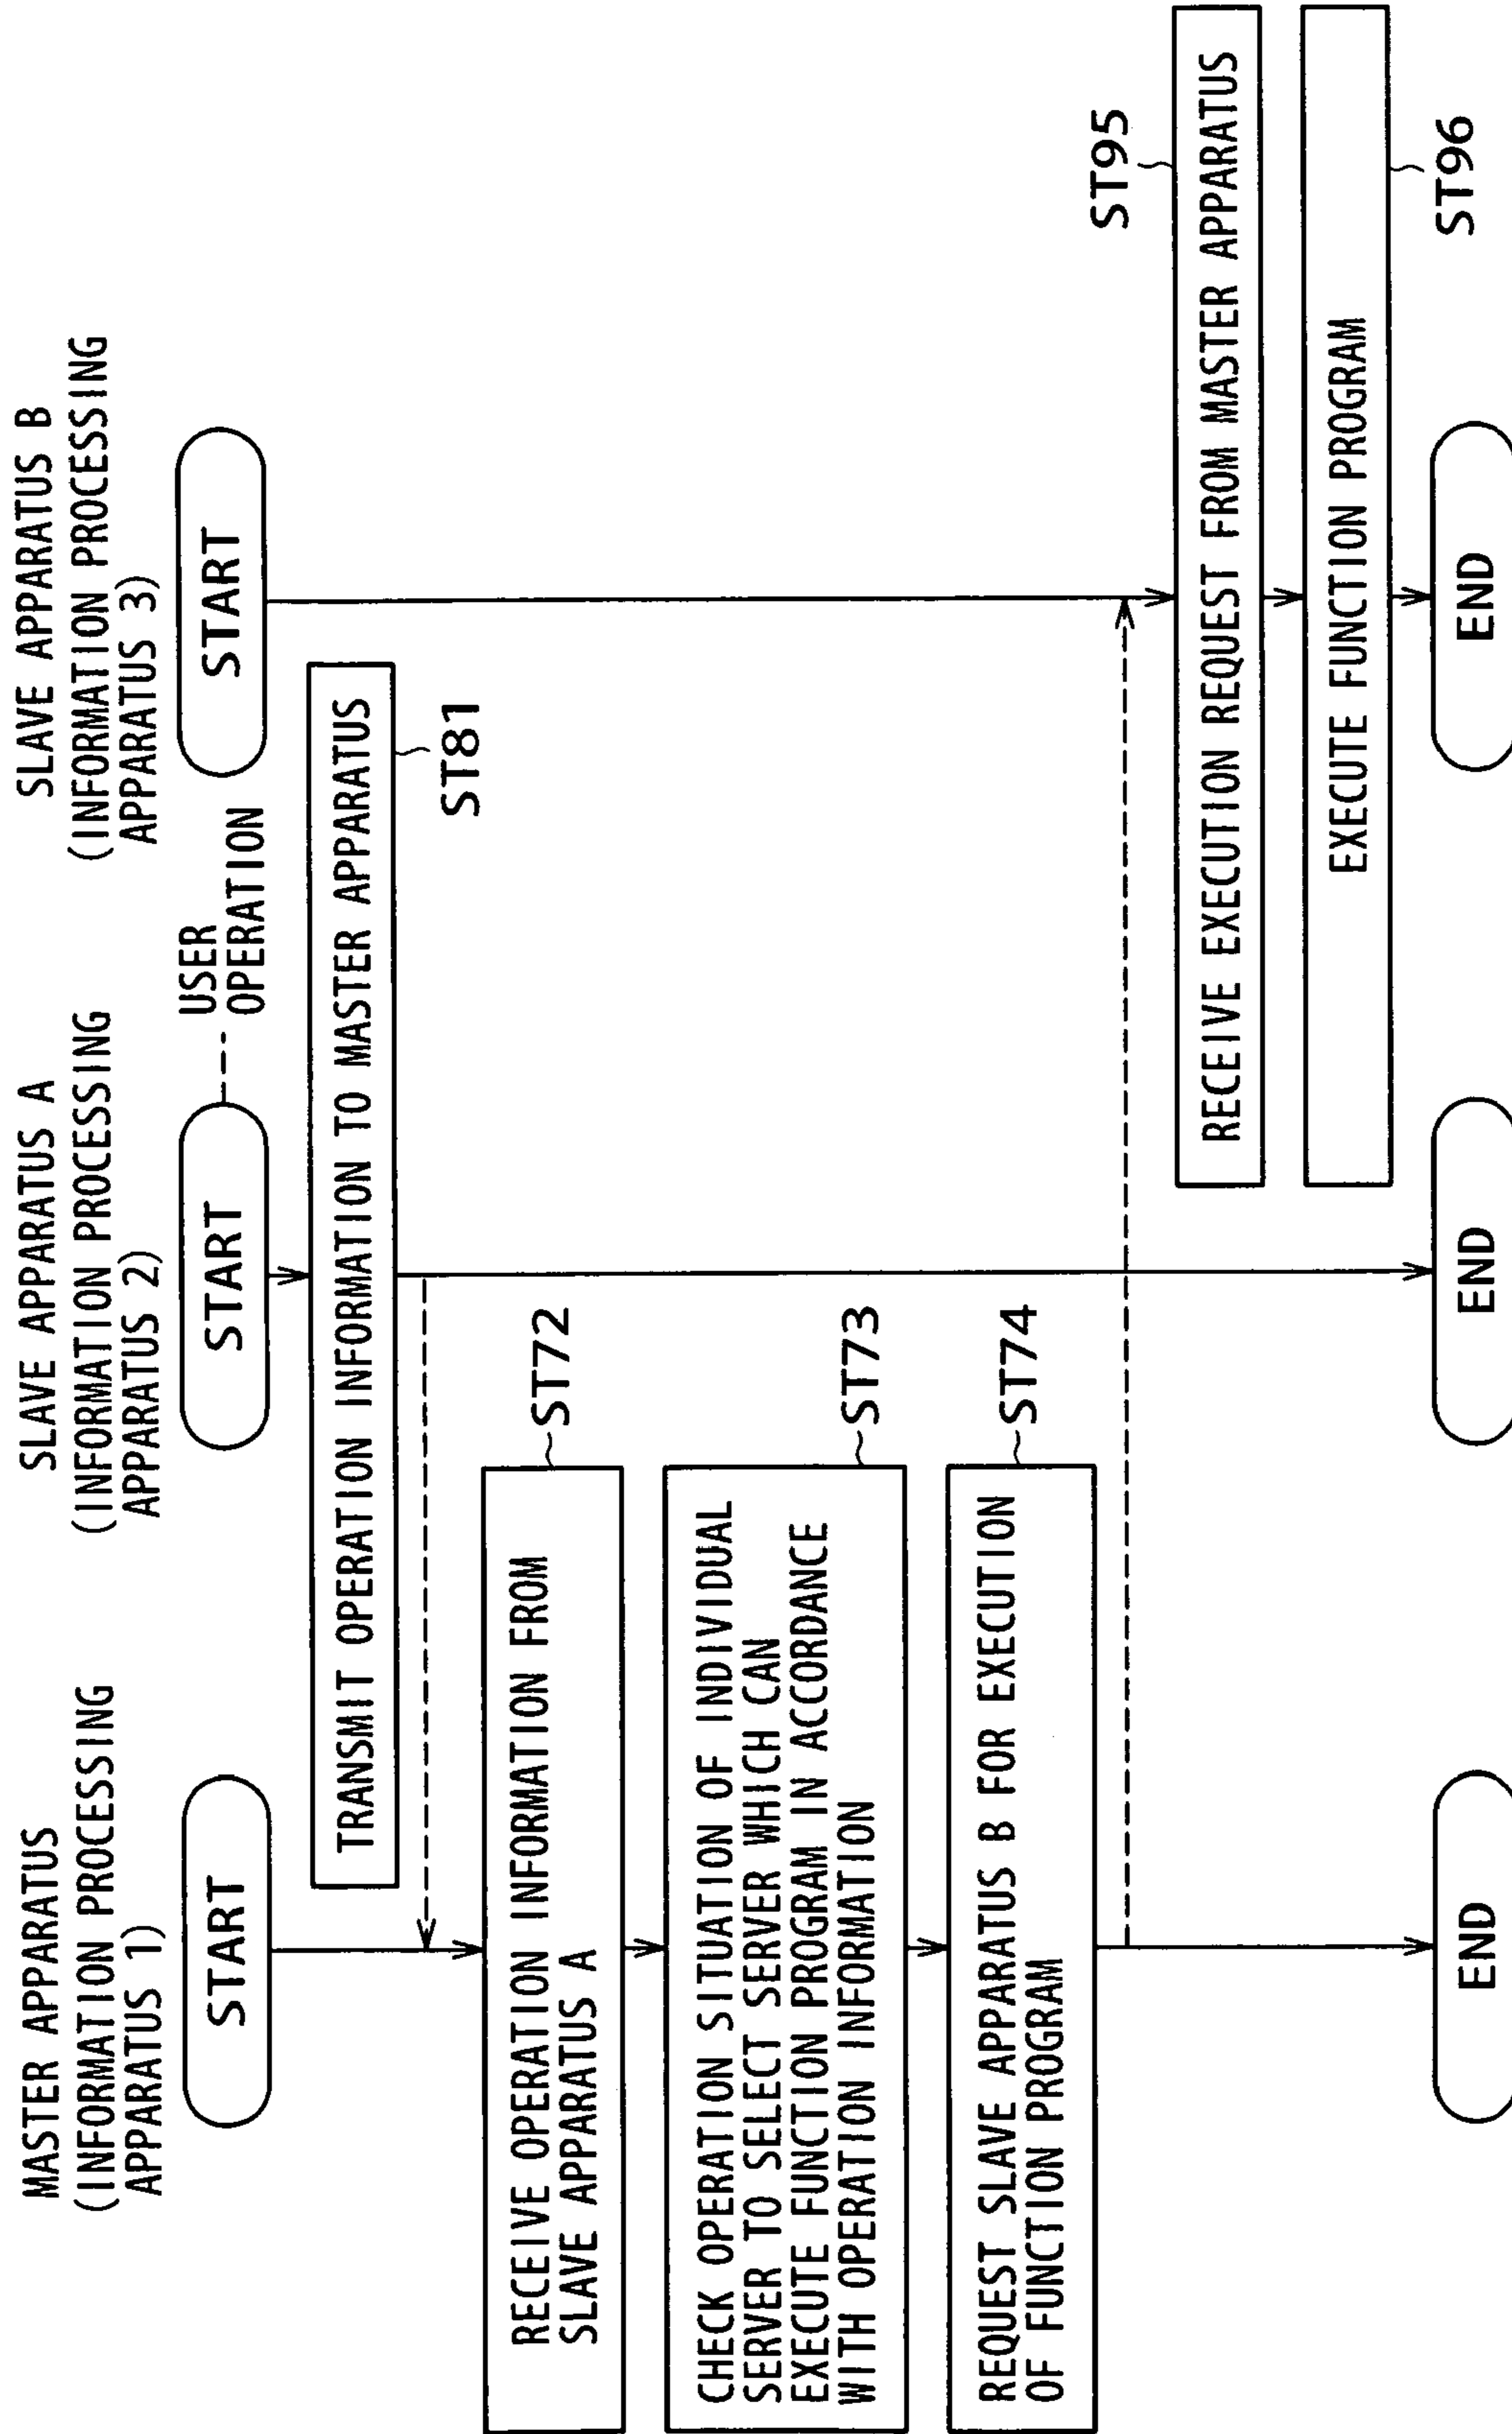 MASTER APPARATUS
(INFORMATION PROCESSING
APPARATUS 1)
SLAVE APPARATUS A
(INFORMATION PROCESSING
APPARATUS 2)
SLAVE APPARATUS B
(INFORMATION PROCESSING
APPARATUS 3)
START
START
USER
OPERATION
START
TRANSMIT OPERATION INFORMATION TO MASTER APPARATUS
ST81
RECEIVE OPERATION INFORMATION FROM
SLAVE APPARATUS A
ST72
CHECK OPERATION SITUATION OF INDIVIDUAL
SERVER TO SELECT SERVER WHICH CAN
EXECUTE FUNCTION PROGRAM IN ACCORDANCE
WITH OPERATION INFORMATION
ST73
REQUEST SLAVE APPARATUS B FOR EXECUTION
OF FUNCTION PROGRAM
ST74
ST95
RECEIVE EXECUTION REQUEST FROM MASTER APPARATUS
EXECUTE FUNCTION PROGRAM
ST96
END
END
END